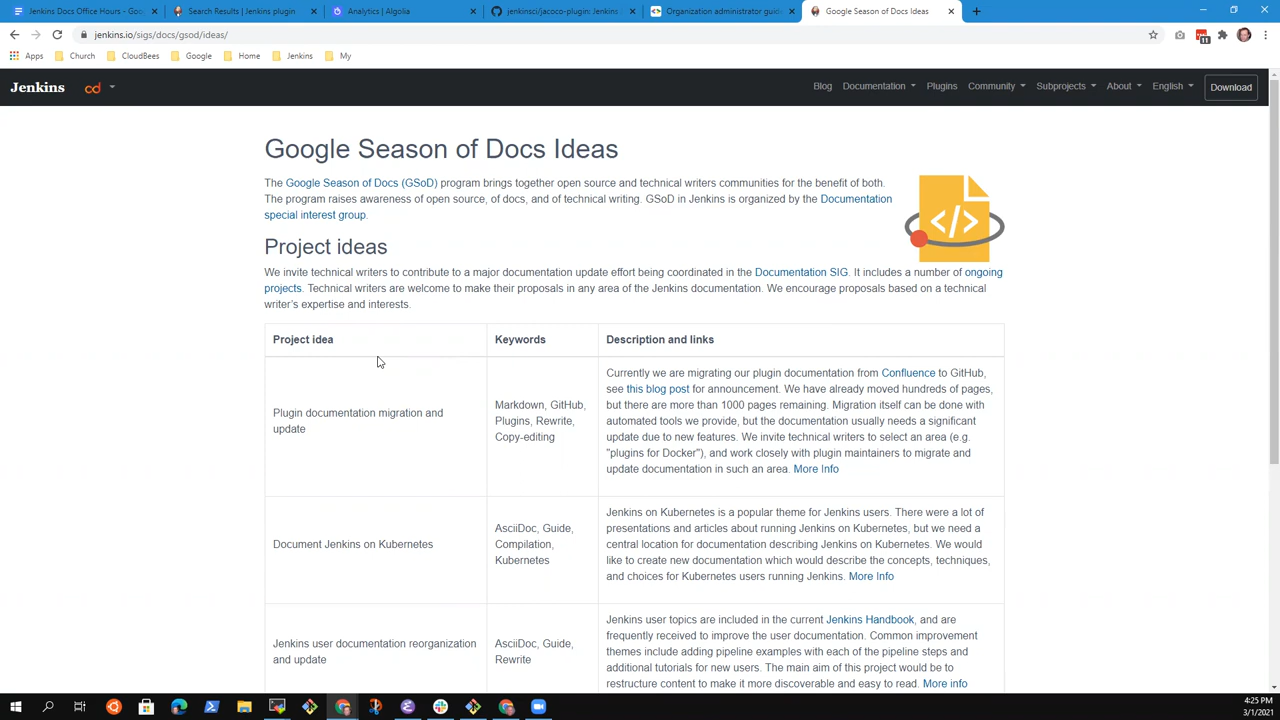 Jenkins Docs Office Hours - Goo
Search Results | Jenkins plugin
Analytics | Algolia
jenkinsci/jacoco-plugin: Jenkins
Organization administrator guid
Google Season of Docs Ideas
jenkins.io/sigs/docs/gsod/ideas/
11
Apps
Church
CloudBees
Google
Home
Jenkins
My
Jenkins
cd
Blog
Documentation
Plugins
Community
Subprojects
About
English
Download
Google Season of Docs Ideas
The Google Season of Docs (GSoD) program brings together open source and technical writers communities for the benefit of both.
The program raises awareness of open source, of docs, and of technical writing. GSoD in Jenkins is organized by the Documentation
special interest group.
</>
Project ideas
We invite technical writers to contribute to a major documentation update effort being coordinated in the Documentation SIG. It includes a number of ongoing
projects. Technical writers are welcome to make their proposals in any area of the Jenkins documentation. We encourage proposals based on a technical
writer's expertise and interests.
Project idea
Keywords
Description and links
Plugin documentation migration and
update
Markdown, GitHub,
Plugins, Rewrite,
Copy-editing
Currently we are migrating our plugin documentation from Confluence to GitHub,
see this blog post for announcement. We have already moved hundreds of pages,
but there are more than 1000 pages remaining. Migration itself can be done with
automated tools we provide, but the documentation usually needs a significant
update due to new features. We invite technical writers to select an area (e.g.
"plugins for Docker"), and work closely with plugin maintainers to migrate and
update documentation in such an area. More Info
Document Jenkins on Kubernetes
AsciiDoc, Guide,
Compilation,
Kubernetes
Jenkins on Kubernetes is a popular theme for Jenkins users. There were a lot of
presentations and articles about running Jenkins on Kubernetes, but we need a
central location for documentation describing Jenkins on Kubernetes. We would
like to create new documentation which would describe the concepts, techniques,
and choices for Kubernetes users running Jenkins. More Info
Jenkins user documentation reorganization
and update
AsciiDoc, Guide,
Rewrite
Jenkins user topics are included in the current Jenkins Handbook, and are
frequently received to improve the user documentation. Common improvement
themes include adding pipeline examples with each of the pipeline steps and
additional tutorials for new users. The main aim of this project would be to
restructure content to make it more discoverable and easy to read. More info
4:25 PM
3/1/2021